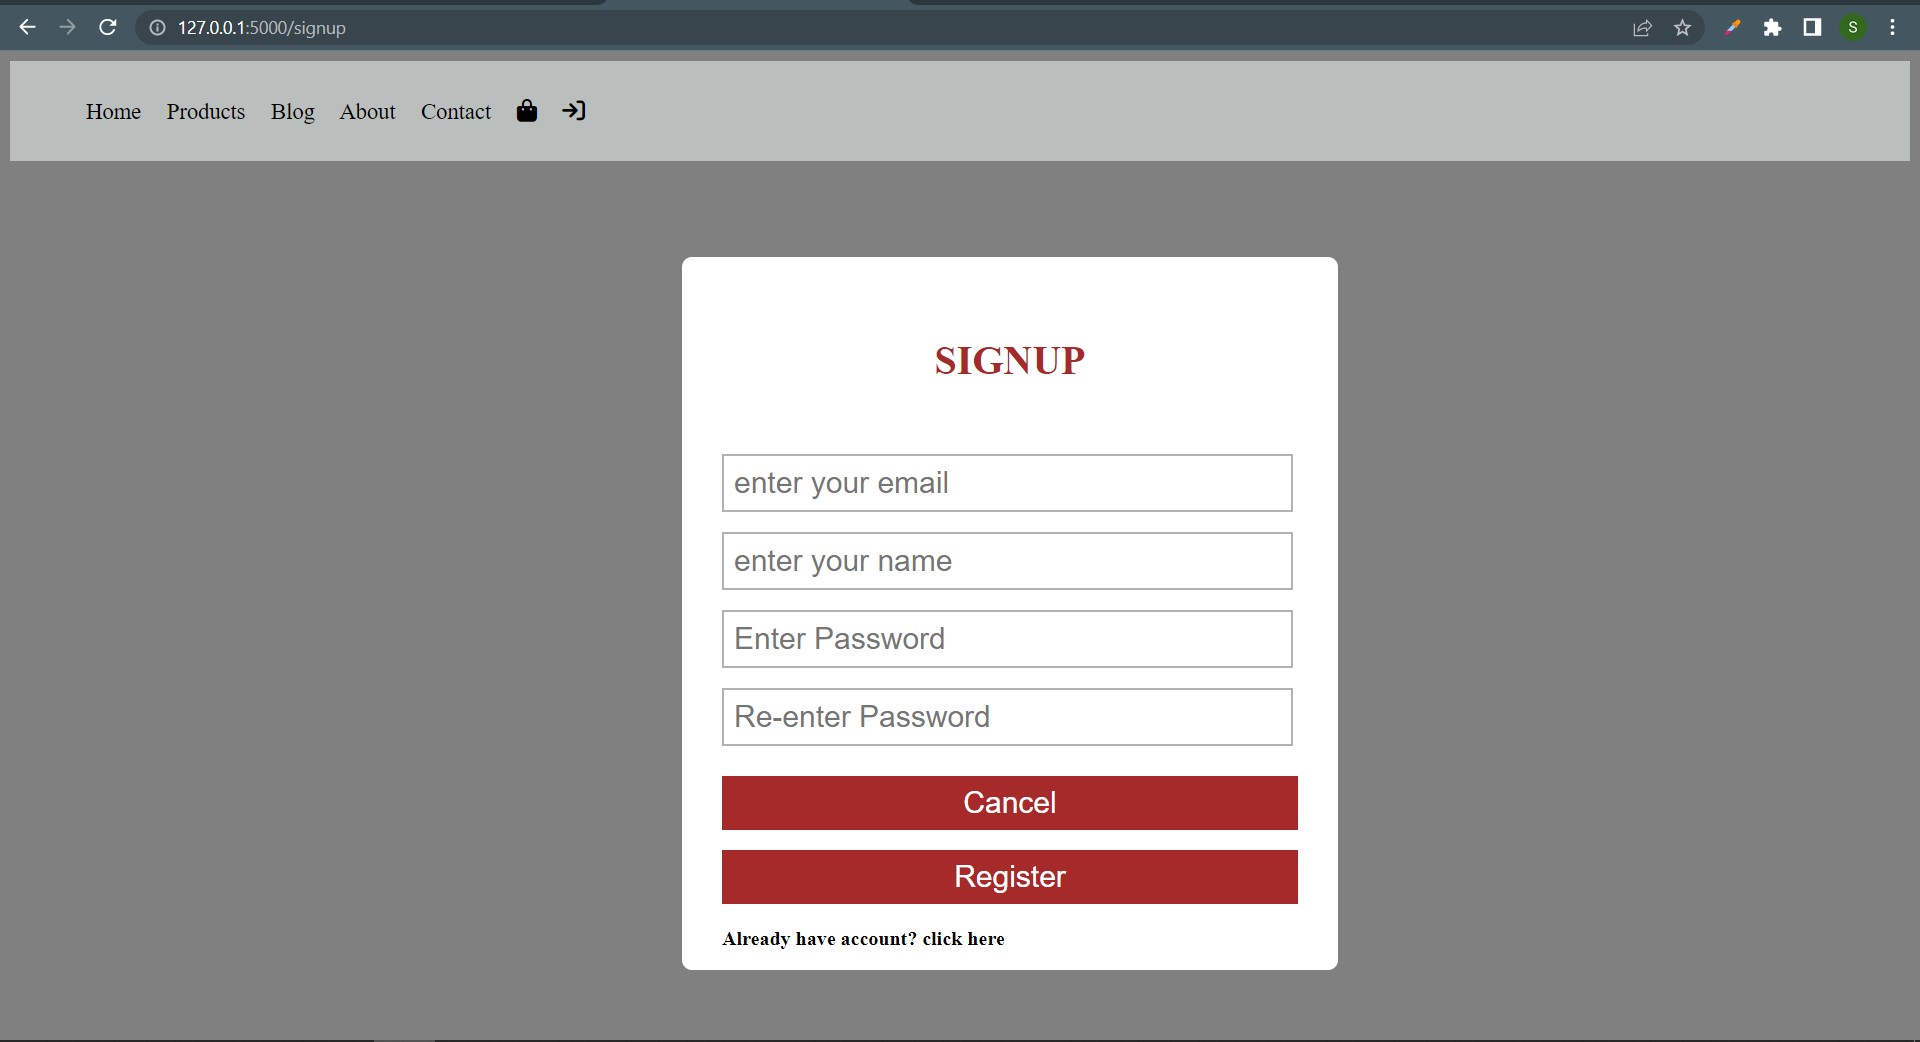 127.0.0.1:5000/signup
S
Home Products Blog About Contact
SIGNUP
enter your email
enter your name
Enter Password
Re-enter Password
Cancel
Register
Already have account? click here